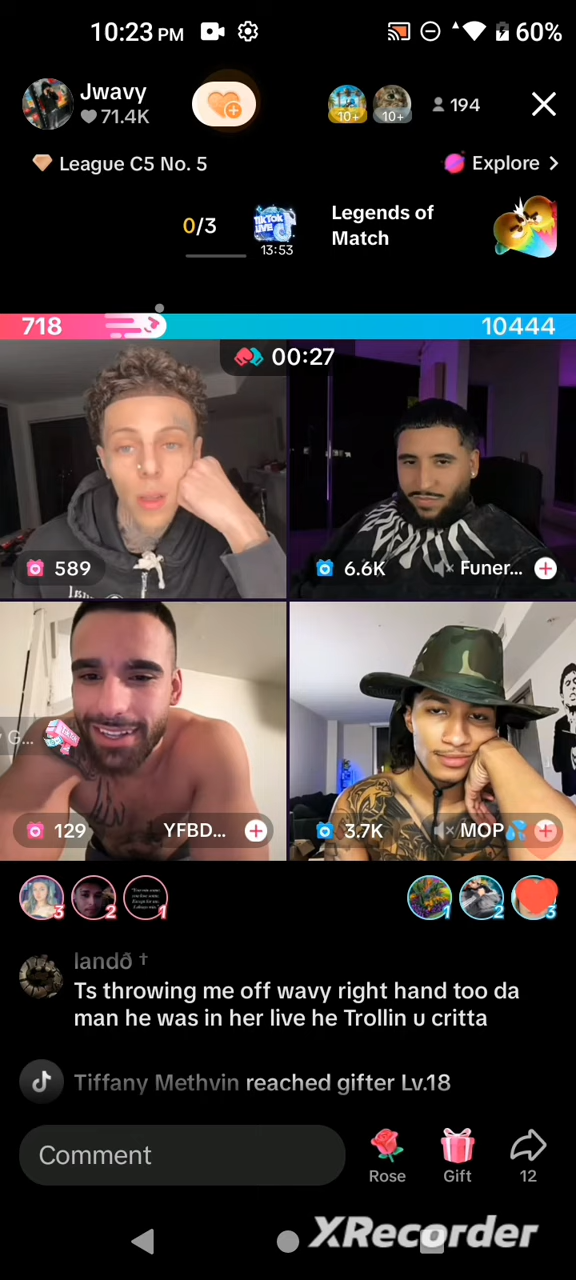 10:23 PM
60%
Jwavy
71.4K
10+
10+
194
League C5 No. 5
Explore >
0/3
TikTok
LIVE
13:53
Legends of
Match
718
10444
00:27
589
6.6K
Funer...
G...
129
YFBD...
3.7K
MOP💦
3
2
1
1
2
3
landð †
Ts throwing me off wavy right hand too da
man he was in her live he Trollin u critta
Tiffany Methvin reached gifter Lv.18
Comment
Rose
Gift
12
XRecorder